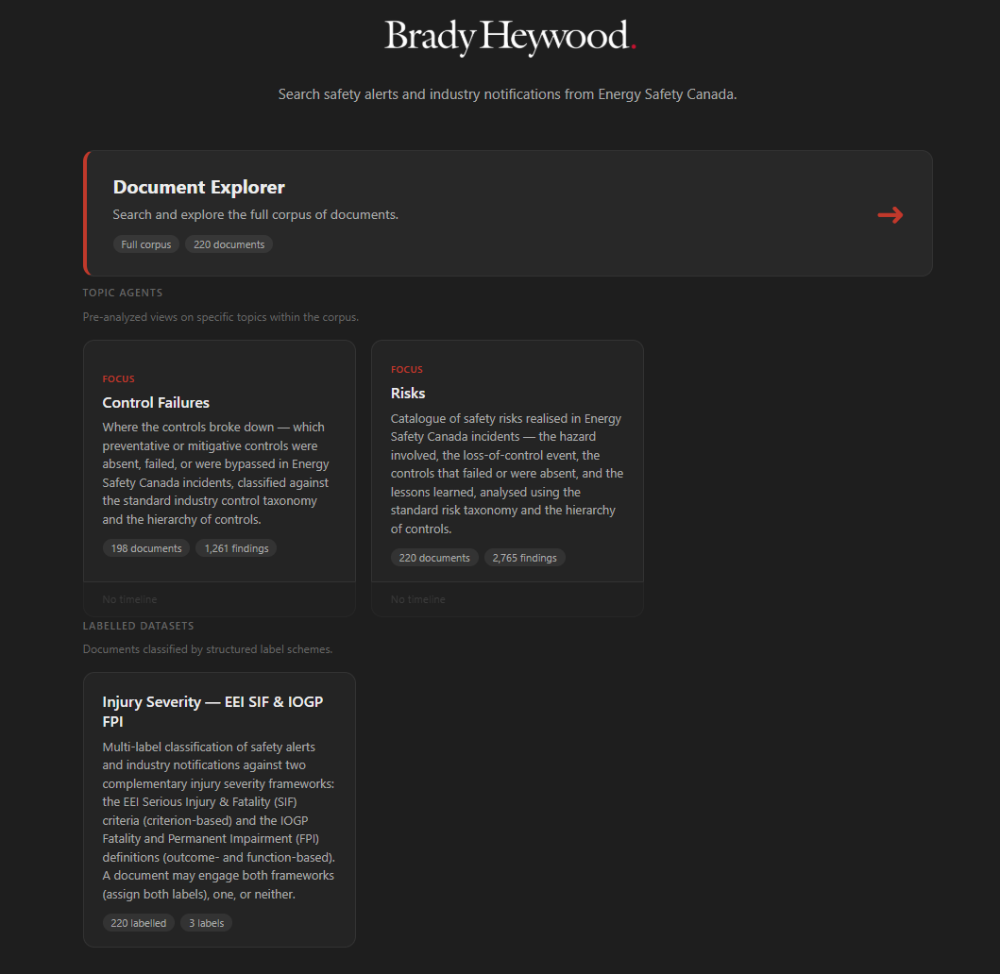 Brady Heywood.
Search safety alerts and industry notifications from Energy Safety Canada.
Document Explorer
Search and explore the full corpus of documents.
Full corpus 220 documents
TOPIC AGENTS
Pre-analyzed views on specific topics within the corpus.
FOCUS
Control Failures
Where the controls broke down — which
preventative or mitigative controls were
absent, failed, or were bypassed in Energy
Safety Canada incidents, classified against
the standard industry control taxonomy
and the hierarchy of controls.
198 documents 1,261 findings
No timeline
FOCUS
Risks
Catalogue of safety risks realised in Energy
Safety Canada incidents — the hazard
involved, the loss-of-control event, the
controls that failed or were absent, and the
lessons learned, analysed using the
standard risk taxonomy and the hierarchy
of controls.
220 documents 2,765 findings
No timeline
LABELLED DATASETS
Documents classified by structured label schemes.
Injury Severity — EEI SIF & IOGP
FPI
Multi-label classification of safety alerts
and industry notifications against two
complementary injury severity frameworks:
the EEI Serious Injury & Fatality (SIF)
criteria (criterion-based) and the IOGP
Fatality and Permanent Impairment (FPI)
definitions (outcome- and function-based).
A document may engage both frameworks
(assign both labels), one, or neither.
220 labelled 3 labels